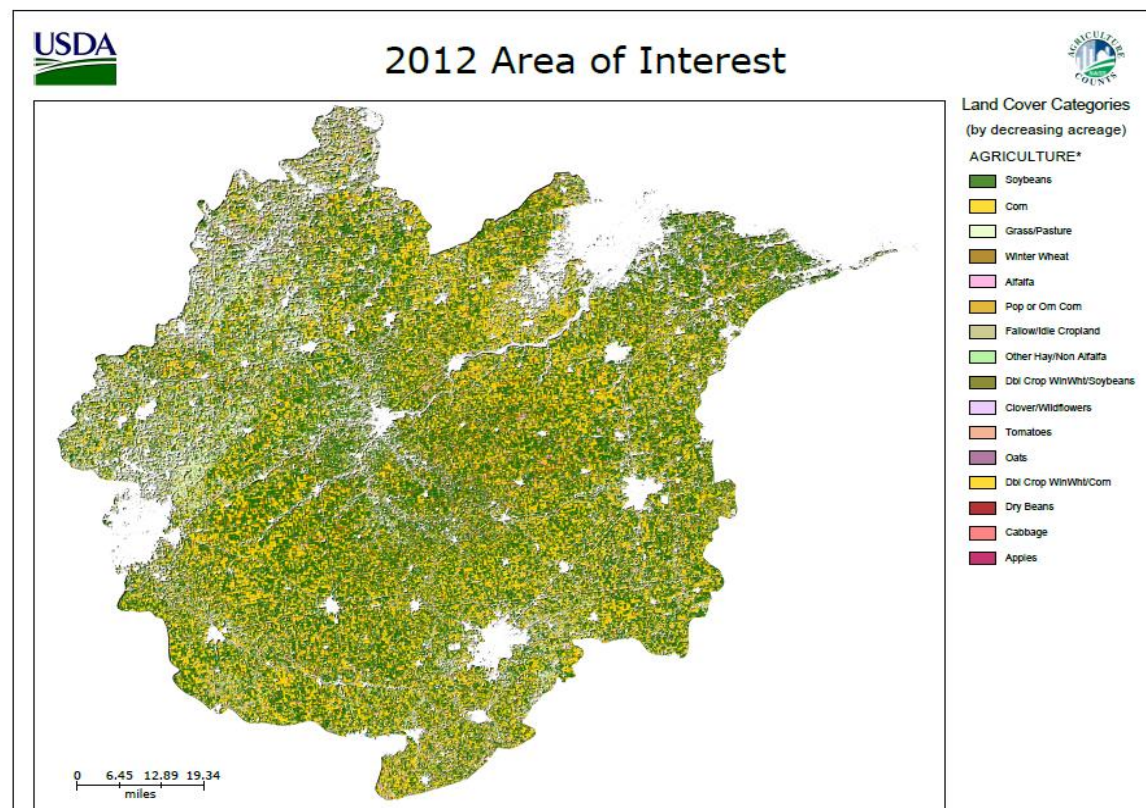 USDA
2012 Area of Interest
AGRICULTURE
COUNTS
Land Cover Categories
(by decreasing acreage)
AGRICULTURE*
Soybeans
Corn
Grass/Pasture
Winter Wheat
Alfalfa
Pop or Orn Corn
Fallow/Idle Cropland
Other Hay/Non Alfalfa
Dbl Crop WinWht/Soybeans
Clover/Wildflowers
Tomatoes
Oats
Dbl Crop WinWht/Corn
Dry Beans
Cabbage
Apples
0 6.45 12.89 19.34
miles